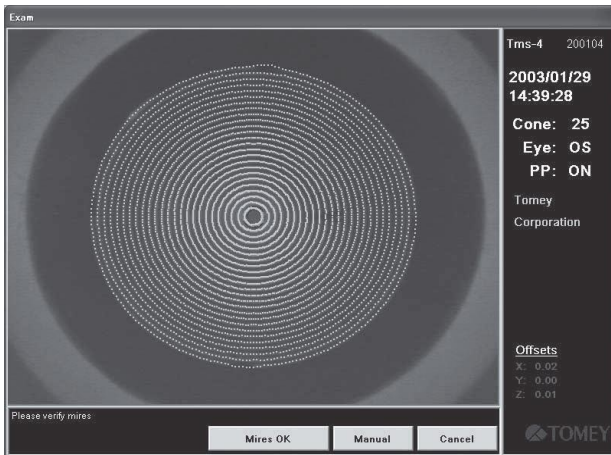 Exam
Tms-4 200104
2003/01/29
14:39:28
Cone: 25
Eye: OS
PP: ON
Tomey
Corporation
Offsets
X: 0.02
Y: 0.00
Z: 0.01
Please verify mires
Mires OK Manual Cancel
TOMEY